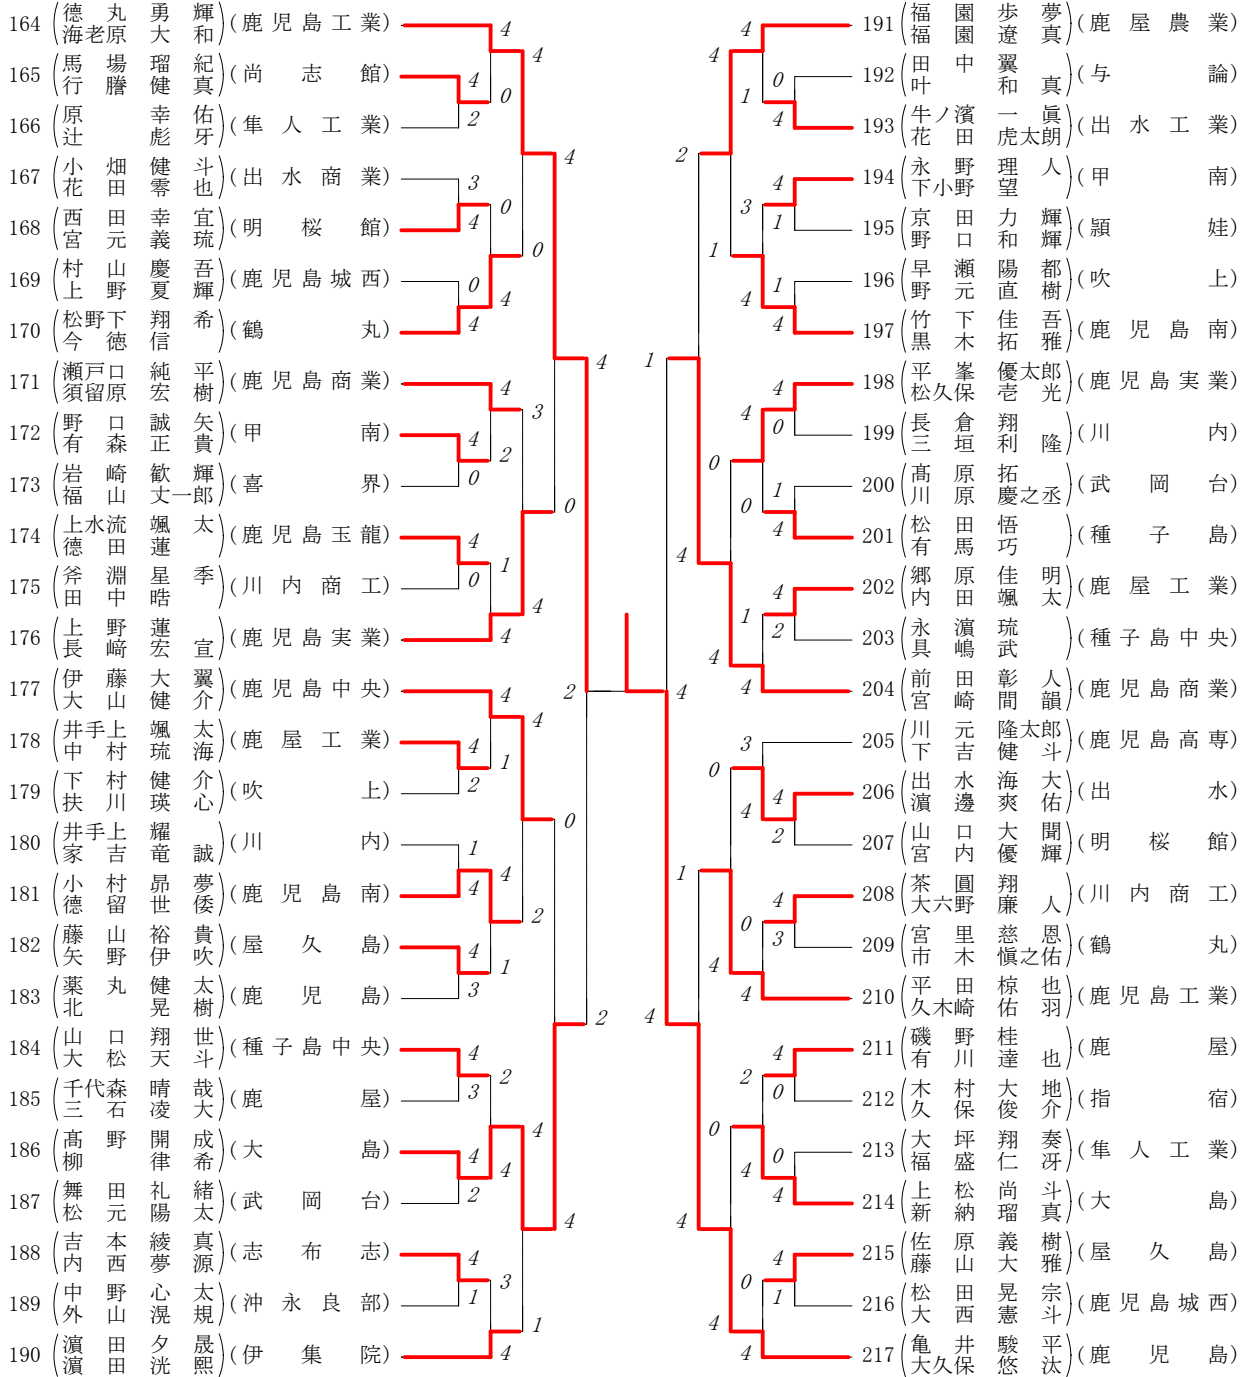 164 徳丸勇輝 海老原大和 (鹿児島工業)
165 馬場瑠紀 行謄健真 (尚志館)
166 原幸佑 辻彪牙 (隼人工業)
167 小畑健斗 花田零也 (出水商業)
168 西田幸宜 宮元義琉 (明桜館)
169 村山慶吾 上野夏輝 (鹿児島城西)
170 松野下翔希 今徳信 (鶴丸)
171 瀬戸口純平 須留原宏樹 (鹿児島商業)
172 野口誠矢 有森正貴 (甲南)
173 岩崎歓輝 福山丈一郎 (喜界)
174 上水流颯太 德田蓮 (鹿児島玉龍)
175 斧淵星季 田中晧 (川内商工)
176 上野蓮 長﨑宏宣 (鹿児島実業)
177 伊藤大翼 大山健介 (鹿児島中央)
178 井手上颯太 中村琉海 (鹿屋工業)
179 下村健介 扶川瑛心 (吹上)
180 井手上耀 家吉竜誠 (川内)
181 小村昴夢 德留世倭 (鹿児島南)
182 藤山裕貴 矢野伊吹 (屋久島)
183 薬丸健太 北晃樹 (鹿児島)
184 山口翔世 大松天斗 (種子島中央)
185 千代森晴哉 三石凌大 (鹿屋)
186 髙野開成 柳律希 (大島)
187 舞田礼緒 松元陽太 (武岡台)
188 吉本綾真 内西夢源 (志布志)
189 中野心太 外山滉規 (沖永良部)
190 濵田夕晟 濵田洸熙 (伊集院)
191 福園歩夢 福園遼真 (鹿屋農業)
192 田中翼 叶和真 (与論)
193 牛ノ濱一眞 花田虎太朗 (出水工業)
194 永野理人 下小野望 (甲南)
195 京田力輝 野口和輝 (頴娃)
196 早瀬陽都 野元直樹 (吹上)
197 竹下佳吾 黒木拓雅 (鹿児島南)
198 平峯優太郎 松久保壱光 (鹿児島実業)
199 長倉翔 三垣利隆 (川内)
200 髙原拓 川原慶之丞 (武岡台)
201 松田悟 有馬巧 (種子島)
202 郷原佳明 内田颯太 (鹿屋工業)
203 永濵琉 具嶋武 (種子島中央)
204 前田彰人 宮崎間韻 (鹿児島商業)
205 川元隆太郎 下吉健斗 (鹿児島高専)
206 出水海大 濵邊爽佑 (出水)
207 山口大聞 宮内優輝 (明桜館)
208 茶圓翔 大六野廉人 (川内商工)
209 宮里慈恩 市木愼之佑 (鶴丸)
210 平田椋也 久木崎佑羽 (鹿児島工業)
211 磯野桂 有川達也 (鹿屋)
212 木村大地 久保俊介 (指宿)
213 大坪翔奏 福盛仁冴 (隼人工業)
214 上松尚斗 新納瑠真 (大島)
215 佐原義樹 藤山大雅 (屋久島)
216 松田晃宗 大西憲斗 (鹿児島城西)
217 亀井駿平 大久保悠汰 (鹿児島)